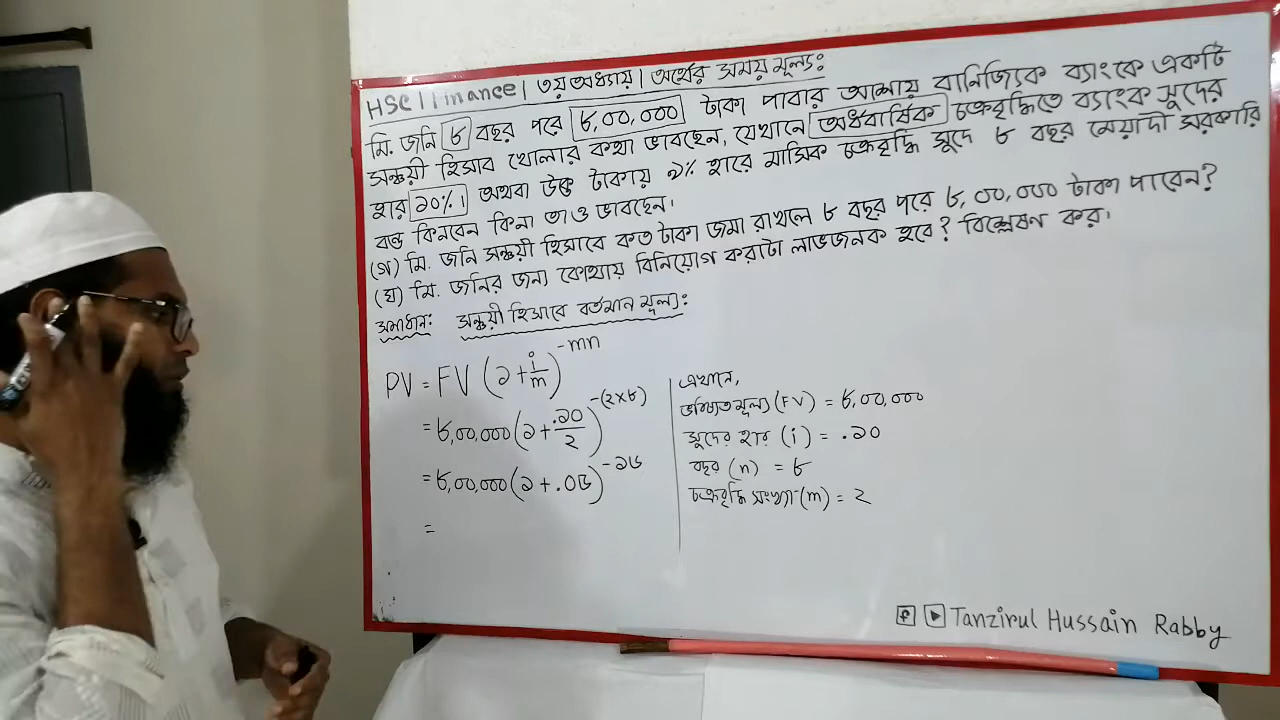 HSC | Finance | ৩য় অধ্যায় | অর্থের সময় মূল্যঃ
মি. জনি ৮ বছর পরে ৮,০০,০০০ টাকা পাবার আশায় বানিজ্যিক ব্যাংকে একটি
সঞ্চয়ী হিসাব খোলার কথা ভাবছেন, যেখানে অর্ধবার্ষিক চক্রবৃদ্ধিতে ব্যাংক সুদের
হার ১০%। অথবা উক্ত টাকায় ৯% হারে মাসিক চক্রবৃদ্ধি সুদে ৮ বছর মেয়াদী সরকারি
বন্ড কিনবেন কিনা তাও ভাবছেন।
(গ) মি. জনি সঞ্চয়ী হিসাবে কত টাকা জমা রাখলে ৮ বছর পরে ৮,০০,০০০ টাকা পাবেন?
(ঘ) মি. জনির জন্য কোথায় বিনিয়োগ করাটা লাভজনক হবে? বিশ্লেষণ কর।
সমাধানঃ সঞ্চয়ী হিসাবে বর্তমান মূল্যঃ
PV = FV (১+i/m)^-mn
= ৮,০০,০০০(১+.১০/২)^-(২x৮)
= ৮,০০,০০০(১+.০৫)^-১৬
=
এখানে,
ভবিষ্যত মূল্য (FV) = ৮,০০,০০০
সুদের হার (i) = .১০
বছর (n) = ৮
চক্রবৃদ্ধি সংখ্যা (m) = ২
Tanzirul Hussain Rabby